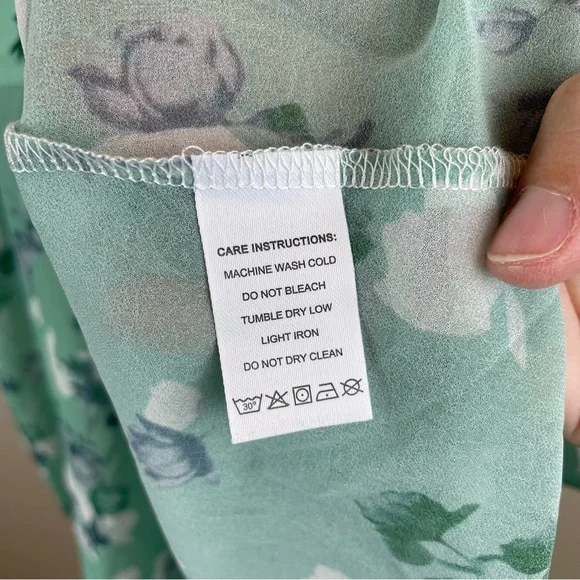 CARE INSTRUCTIONS:
MACHINE WASH COLD
DO NOT BLEACH
TUMBLE DRY LOW
LIGHT IRON
DO NOT DRY CLEAN
30°